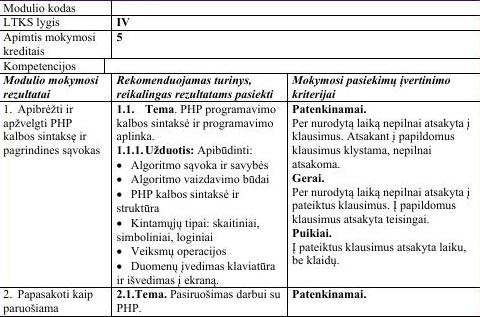 Modulio kodas
LTKS lygis
IV
Apimtis mokymosi
kreditais
5
Kompetencijos
Modulio mokymosi
rezultatai
Rekomenduojamas turinys,
reikalingas rezultatams pasiekti
Mokymosi pasiekimų įvertinimo
kriterijai
1. Apibrėžti ir
apžvelgti PHP
kalbos sintaksę ir
pagrindines sąvokas
1.1. Tema. PHP programavimo
kalbos sintaksė ir programavimo
aplinka.
1.1.1. Užduotis: Apibūdinti:
• Algoritmo sąvoka ir savybės
• Algoritmo vaizdavimo būdai
• PHP kalbos sintaksė ir
struktūra
• Kintamųjų tipai: skaitiniai,
simboliniai, loginiai
• Veiksmų operacijos
• Duomenų įvedimas klaviatūra
ir išvedimas į ekraną.
Patenkinamai.
Per nurodytą laiką nepilnai atsakyta į
klausimus. Atsakant į papildomus
klausimus klystama, nepilnai
atsakoma.
Gerai.
Per nurodytą laiką nepilnai atsakyta į
pateiktus klausimus. Į papildomus
klausimus atsakyta teisingai.
Puikiai.
Į pateiktus klausimus atsakyta laiku,
be klaidų.
2. Papasakoti kaip
paruošiama
2.1.Tema. Pasiruošimas darbui su
PHP.
Patenkinamai.